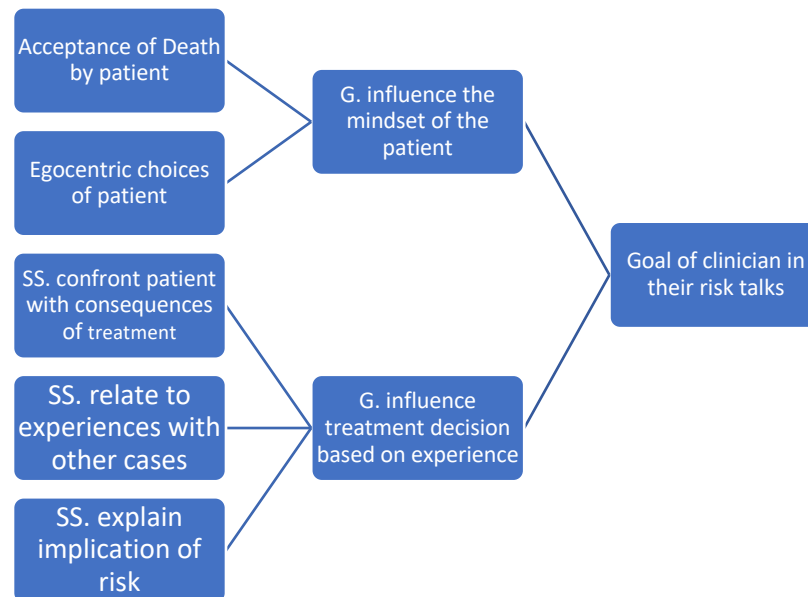 Acceptance of Death
by patient
G. influence the
mindset of the
patient
Egocentric choices
of patient
Goal of clinician in
their risk talks
SS. confront patient
with consequences
of treatment
SS. relate to
experiences with
other cases
G. influence
treatment decision
based on experience
SS. explain
implication of
risk